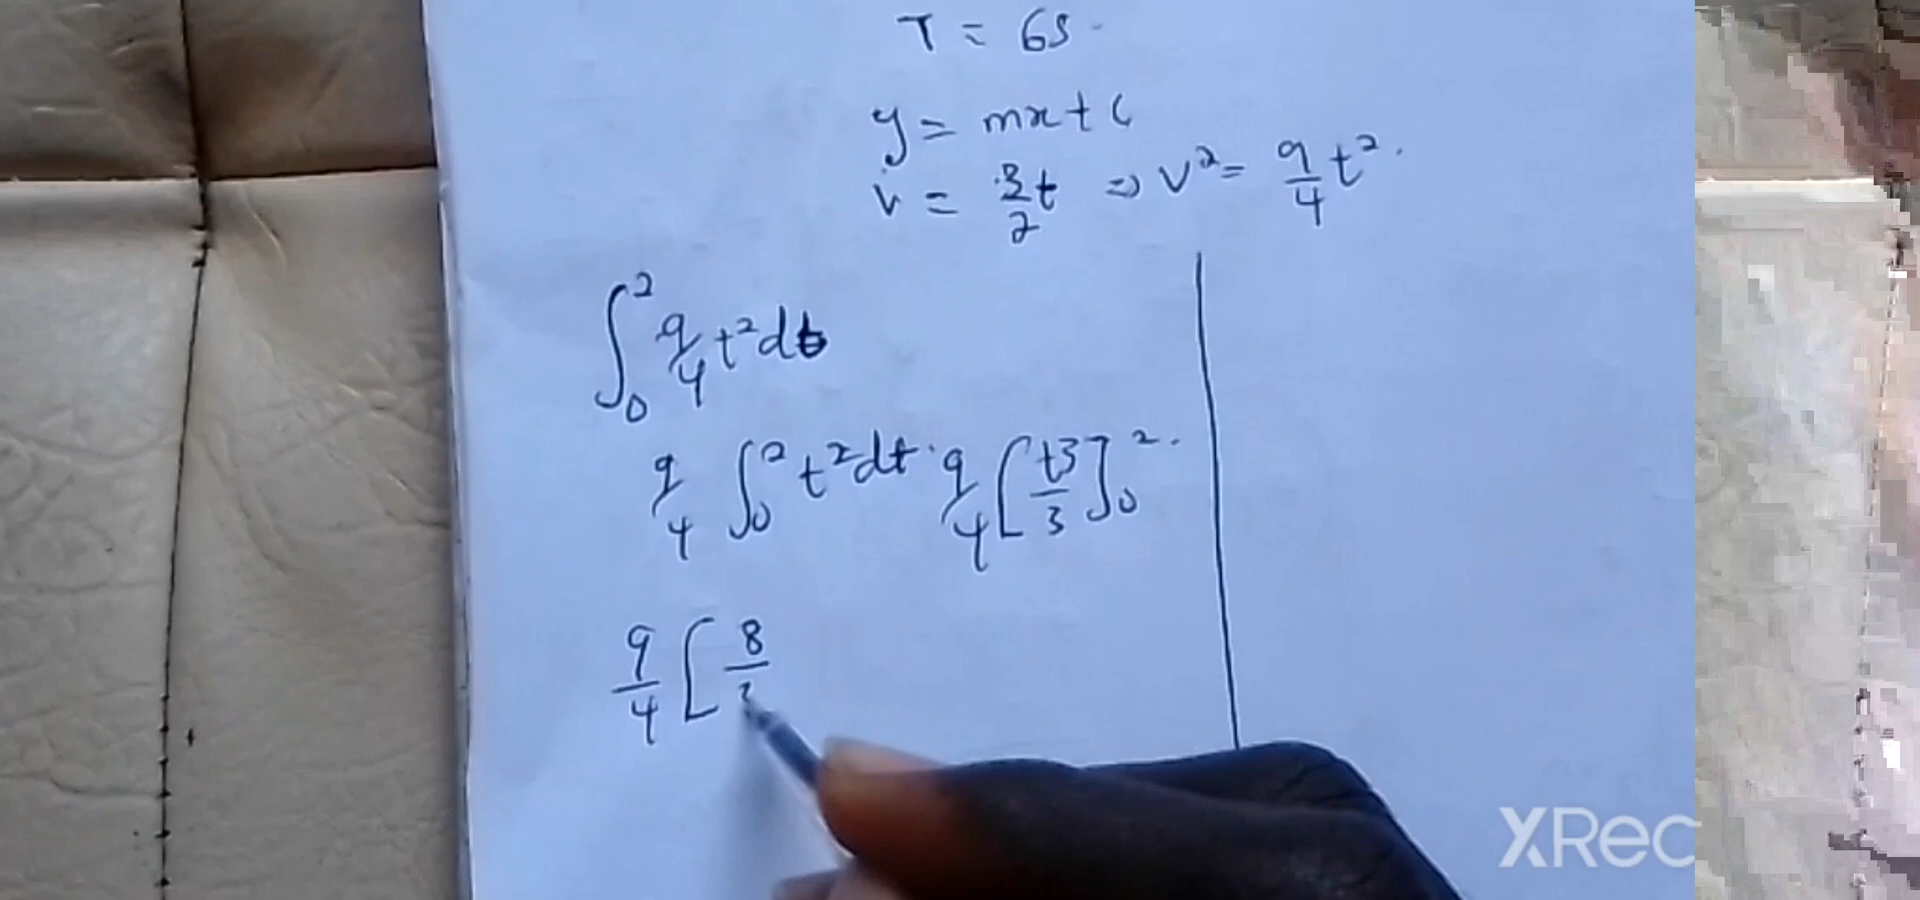 T = 6s
y = mx + c
v = 3/2 t ⇒ v² = 9/4 t².
∫₀² 9/4 t² dt
9/4 ∫₀² t² dt . 9/4 [t³/3]₀² .
9/4 [ 8/3
XRec